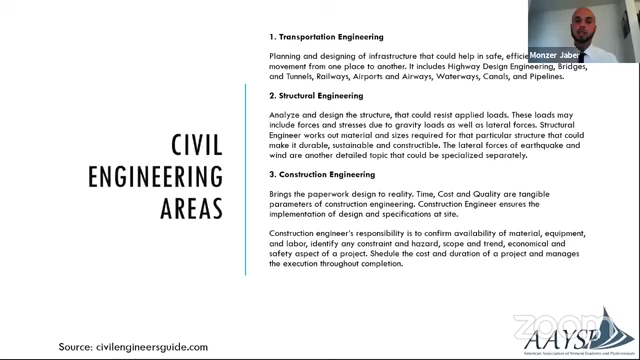 CIVIL
ENGINEERING
AREAS
1. Transportation Engineering
Planning and designing of infrastructure that could help in safe,
movement from one place to another. It includes Highway Design Engineering, Bridges,
and Tunnels, Railways, Airports and Airways, Waterways, Canals, and Pipelines.
2. Structural Engineering
Analyze and design the structure, that could resist applied loads. These loads may
include forces and stresses due to gravity loads as well as lateral forces. Structural
Engineer works out material and sizes required for that particular structure that could
make it durable, sustainable and constructible. The lateral forces of earthquake and
wind are another detailed topic that could be specialized separately.
3. Construction Engineering
Brings the paperwork design to reality. Time, Cost and Quality are tangible
parameters of construction engineering. Construction Engineer ensures the
implementation of design and specifications at site.
Construction engineer's responsibility is to confirm availability of material, equipment,
and labor, identify any constraint and hazard, scope and trend, economical and
safety aspect of a project. Shedule the cost and duration of a project and manages
the execution throughout completion.
Monzer Jaber
Source: civilengineersguide.com
zoom
AAYSP
American Association of Yemeni Students and Professionals